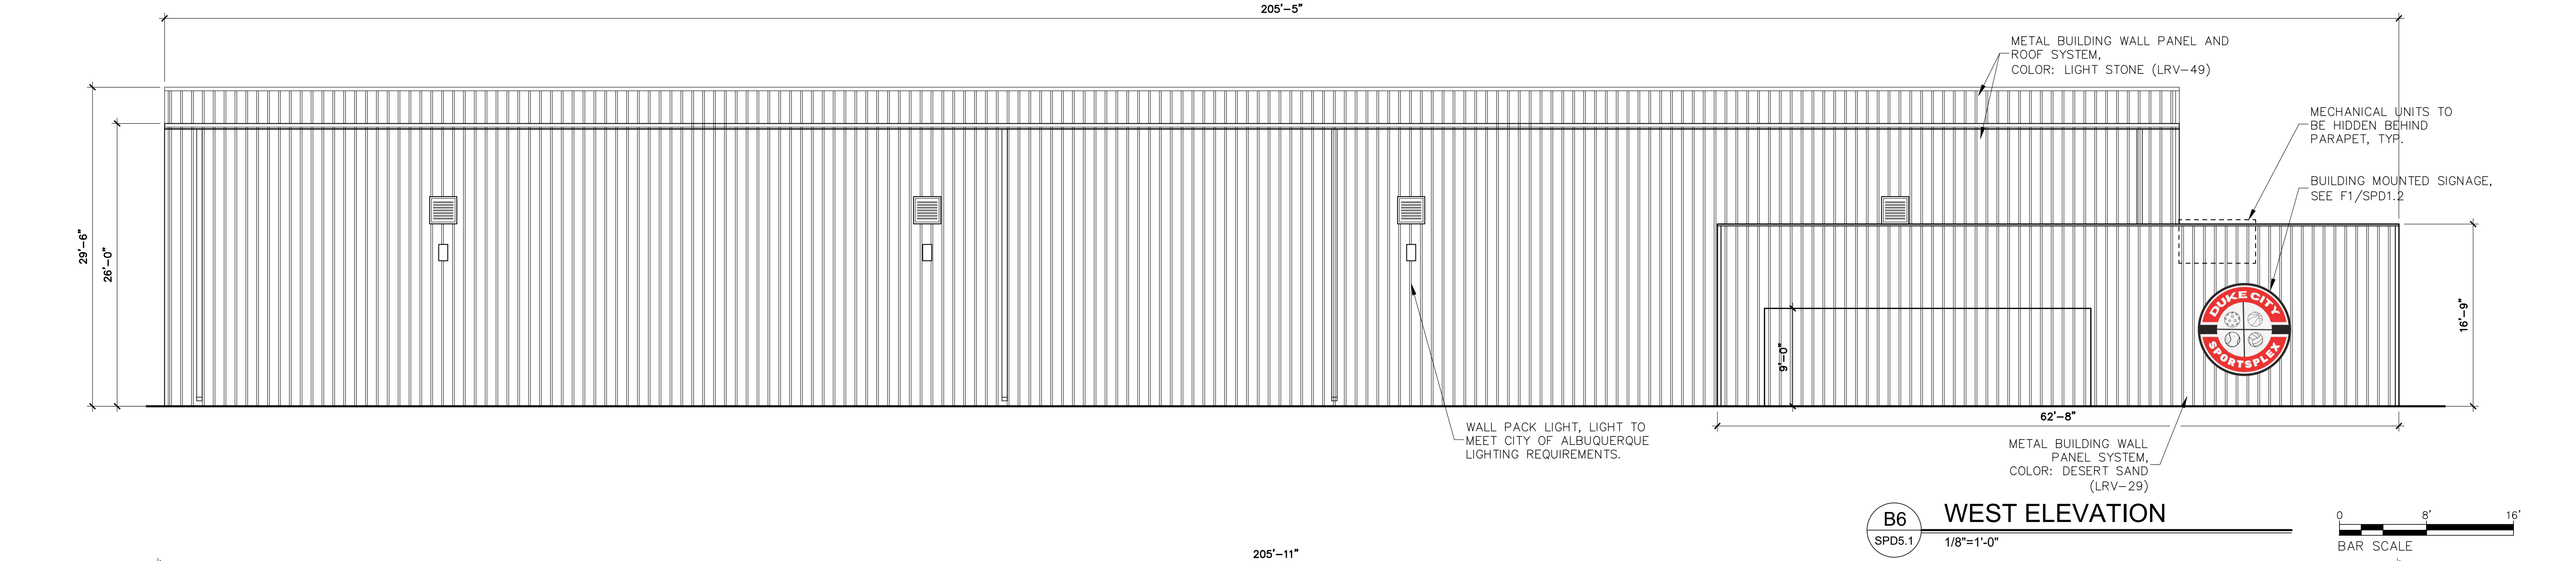 205'-5"
METAL BUILDING WALL PANEL AND
ROOF SYSTEM,
COLOR: LIGHT STONE (LRV-49)
MECHANICAL UNITS TO
BE HIDDEN BEHIND
PARAPET, TYP.
BUILDING MOUNTED SIGNAGE,
SEE F1/SPD1.2
29'-6"
26'-0"
16'-9"
9'-0"
DUKE CITY
SPORTSPLEX
62'-8"
WALL PACK LIGHT, LIGHT TO
MEET CITY OF ALBUQUERQUE
LIGHTING REQUIREMENTS.
METAL BUILDING WALL
PANEL SYSTEM,
COLOR: DESERT SAND
(LRV-29)
B6
SPD5.1
WEST ELEVATION
1/8"=1'-0"
0 8' 16'
BAR SCALE
205'-11"